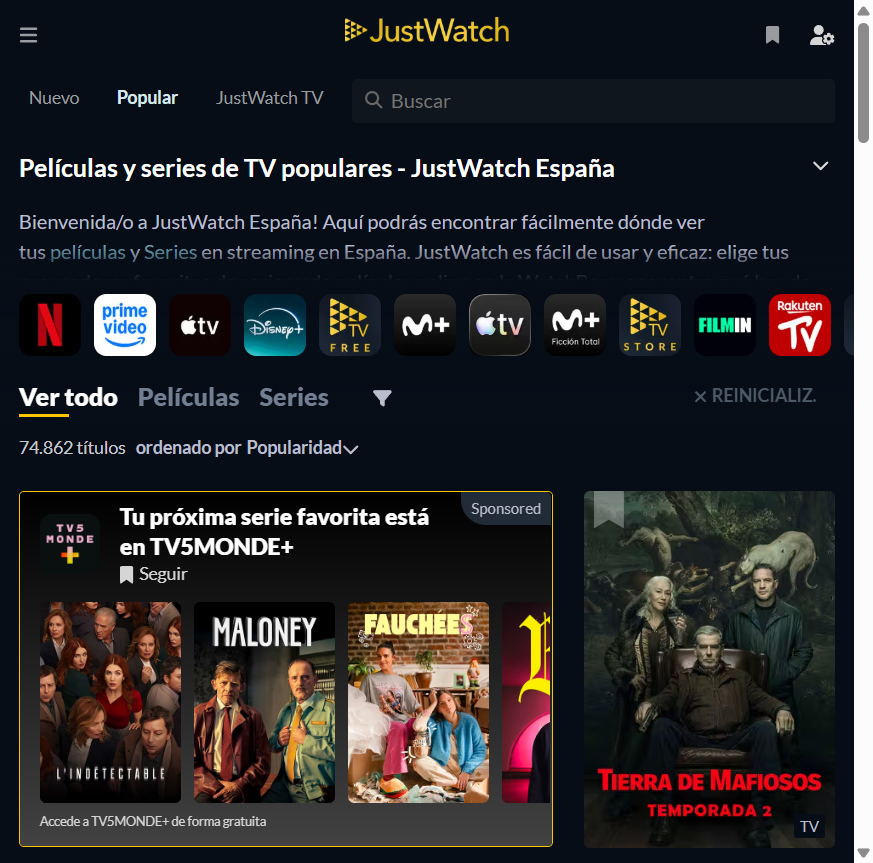 JustWatch
Nuevo Popular JustWatch TV Buscar
Películas y series de TV populares - JustWatch España
Bienvenida/o a JustWatch España! Aquí podrás encontrar fácilmente dónde ver
tus películas y Series en streaming en España. JustWatch es fácil de usar y eficaz: elige tus
N prime video tv Disney+ TV FREE M+ tv M+ Ficción Total TV STORE FILMIN Rakuten TV
Ver todo Películas Series × REINICIALIZ.
74.862 títulos ordenado por Popularidad
Sponsored
TV5 MONDE +
Tu próxima serie favorita está
en TV5MONDE+
Seguir
L'INDÉTECTABLE
MALONEY
FAUCHÉES
Accede a TV5MONDE+ de forma gratuita
TIERRA DE MAFIOSOS
TEMPORADA 2
TV